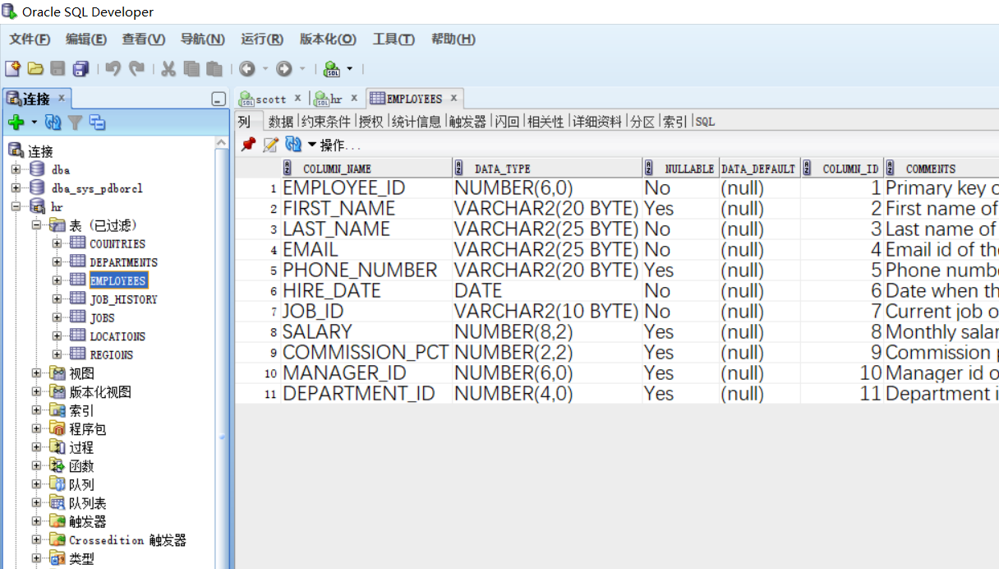 Oracle SQL Developer
文件(F) 编辑(E) 查看(V) 导航(N) 运行(R) 版本化(O) 工具(T) 帮助(H)
连接
scott hr EMPLOYEES
列 数据 约束条件 授权 统计信息 触发器 闪回 相关性 详细资料 分区 索引 SQL
操作...
连接
dba
dba_sys_pdborcl
hr
表 (已过滤)
COUNTRIES
DEPARTMENTS
EMPLOYEES
JOB_HISTORY
JOBS
LOCATIONS
REGIONS
视图
版本化视图
索引
程序包
过程
函数
队列
队列表
触发器
Crossedition 触发器
类型
COLUMN_NAME DATA_TYPE NULLABLE DATA_DEFAULT COLUMN_ID COMMENTS
1 EMPLOYEE_ID NUMBER(6,0) No (null) 1 Primary key o
2 FIRST_NAME VARCHAR2(20 BYTE) Yes (null) 2 First name of
3 LAST_NAME VARCHAR2(25 BYTE) No (null) 3 Last name of
4 EMAIL VARCHAR2(25 BYTE) No (null) 4 Email id of the
5 PHONE_NUMBER VARCHAR2(20 BYTE) Yes (null) 5 Phone numbe
6 HIRE_DATE DATE No (null) 6 Date when th
7 JOB_ID VARCHAR2(10 BYTE) No (null) 7 Current job o
8 SALARY NUMBER(8,2) Yes (null) 8 Monthly salar
9 COMMISSION_PCT NUMBER(2,2) Yes (null) 9 Commission p
10 MANAGER_ID NUMBER(6,0) Yes (null) 10 Manager id o
11 DEPARTMENT_ID NUMBER(4,0) Yes (null) 11 Department i